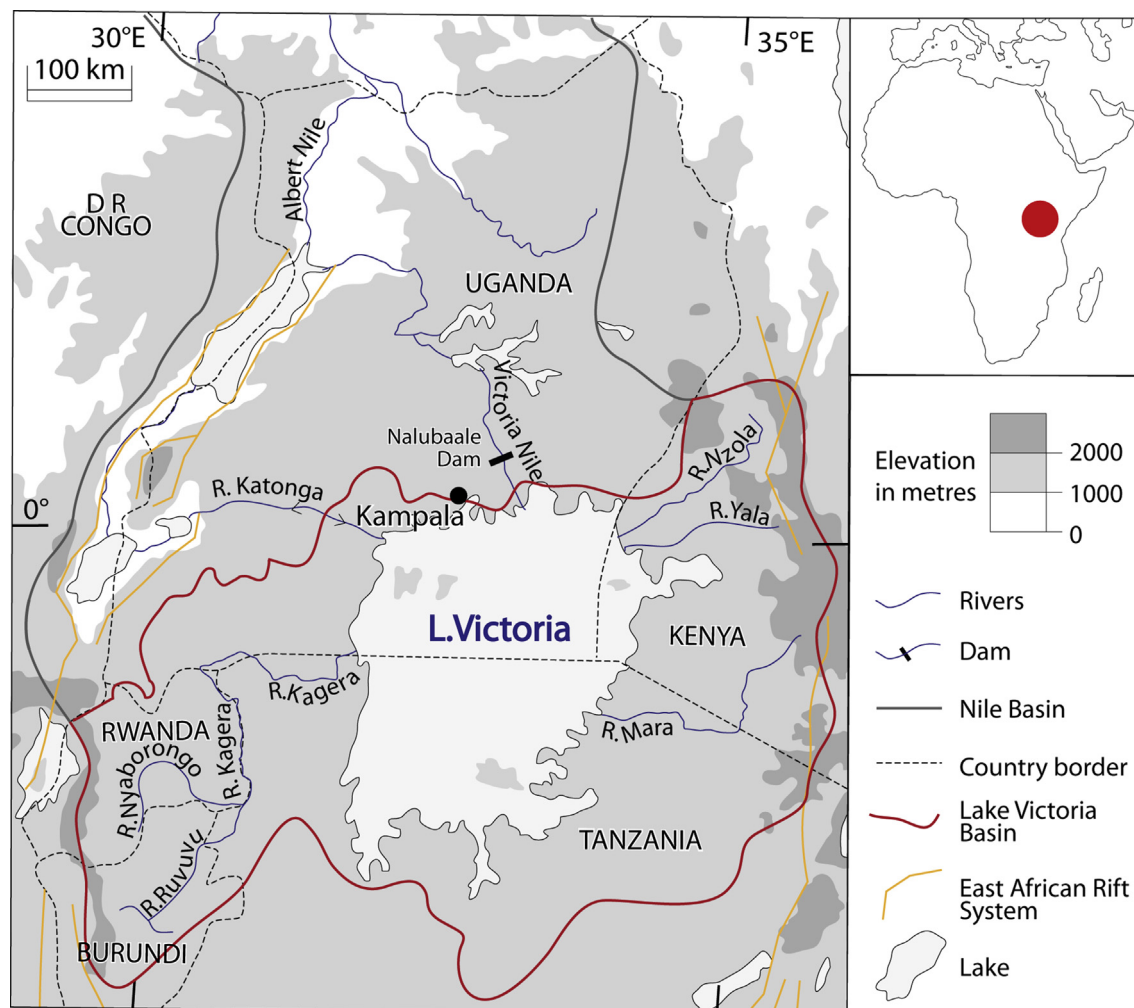 30°E
35°E
100 km
Albert Nile
D R
CONGO
UGANDA
Victoria Nile
Nalubaale
Dam
R.Nzola
R. Katonga
Kampala
R.Yala
0°
L.Victoria
KENYA
R.Kagera
RWANDA
R. Kagera
R.Nyaborongo
R.Mara
TANZANIA
R.Ruvuvu
BURUNDI
Elevation
in metres
2000
1000
0
Rivers
Dam
Nile Basin
Country border
Lake Victoria
Basin
East African Rift
System
Lake